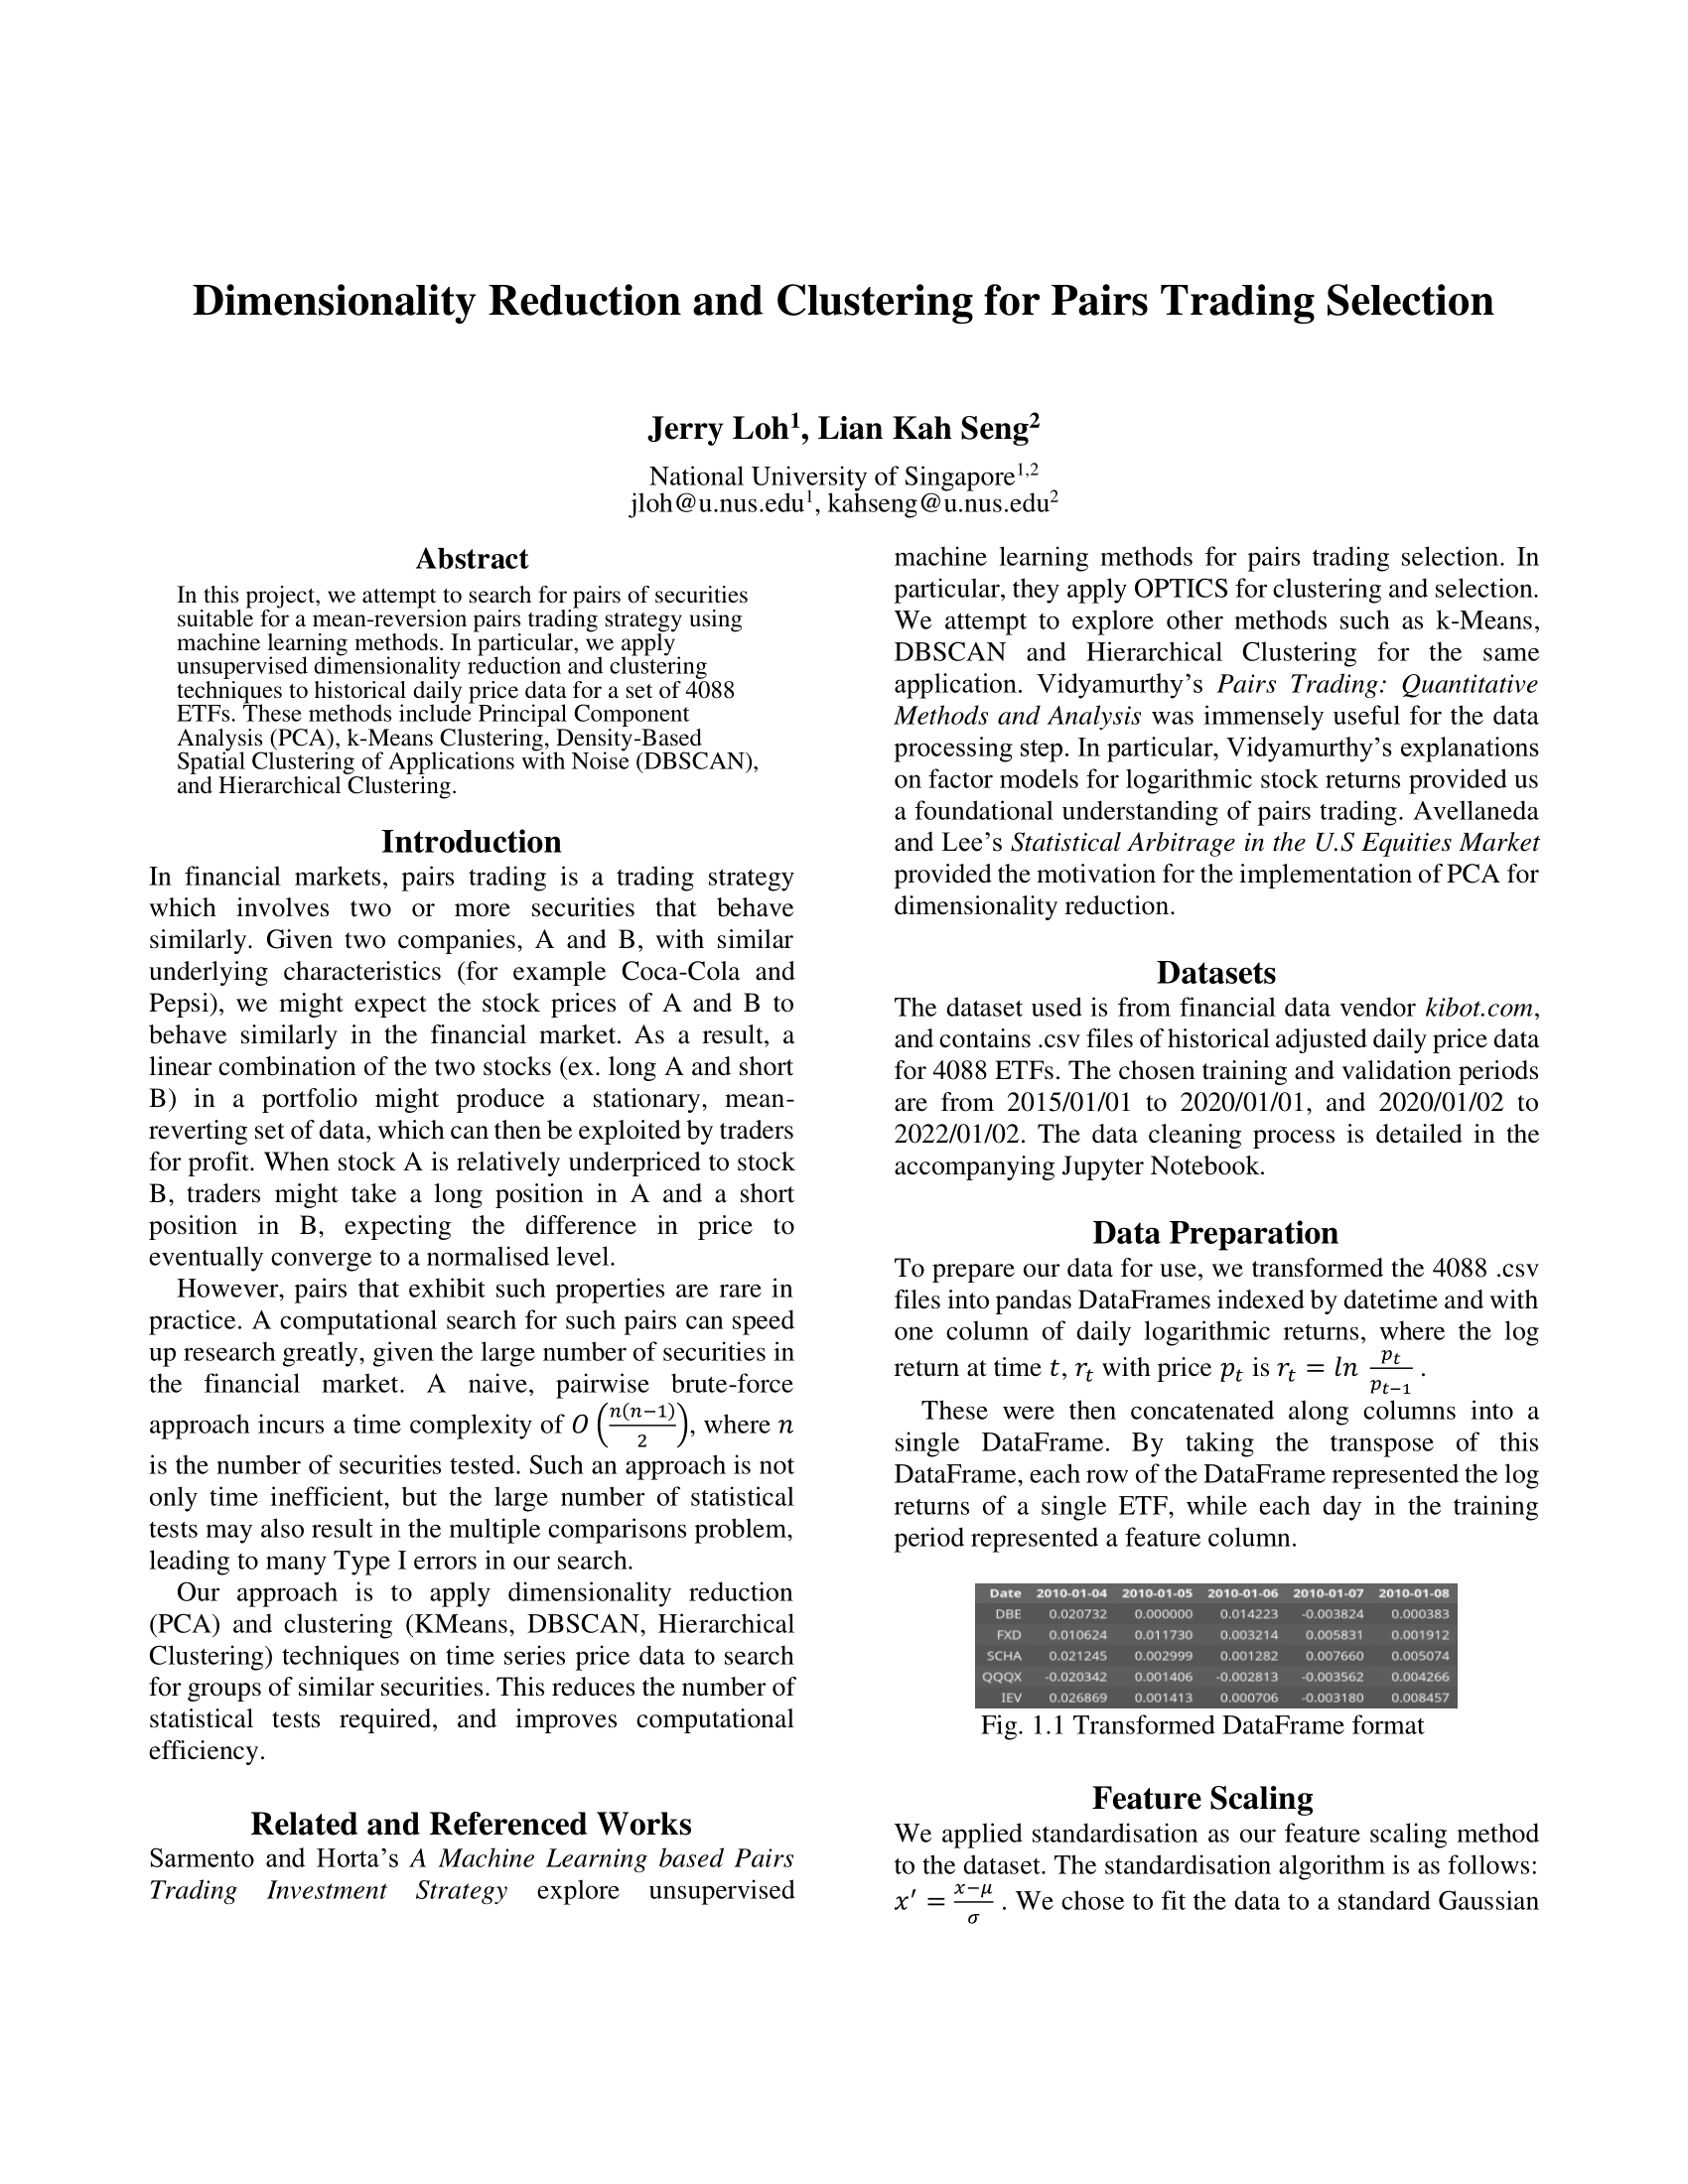 Dimensionality Reduction and Clustering for Pairs Trading Selection
Jerry Loh¹, Lian Kah Seng²
National University of Singapore¹,²
jloh@u.nus.edu¹, kahseng@u.nus.edu²
Abstract
In this project, we attempt to search for pairs of securities
suitable for a mean-reversion pairs trading strategy using
machine learning methods. In particular, we apply
unsupervised dimensionality reduction and clustering
techniques to historical daily price data for a set of 4088
ETFs. These methods include Principal Component
Analysis (PCA), k-Means Clustering, Density-Based
Spatial Clustering of Applications with Noise (DBSCAN),
and Hierarchical Clustering.
Introduction
In financial markets, pairs trading is a trading strategy
which involves two or more securities that behave
similarly. Given two companies, A and B, with similar
underlying characteristics (for example Coca-Cola and
Pepsi), we might expect the stock prices of A and B to
behave similarly in the financial market. As a result, a
linear combination of the two stocks (ex. long A and short
B) in a portfolio might produce a stationary, mean-
reverting set of data, which can then be exploited by traders
for profit. When stock A is relatively underpriced to stock
B, traders might take a long position in A and a short
position in B, expecting the difference in price to
eventually converge to a normalised level.
However, pairs that exhibit such properties are rare in
practice. A computational search for such pairs can speed
up research greatly, given the large number of securities in
the financial market. A naive, pairwise brute-force
approach incurs a time complexity of O (n(n−1)/2), where n
is the number of securities tested. Such an approach is not
only time inefficient, but the large number of statistical
tests may also result in the multiple comparisons problem,
leading to many Type I errors in our search.
Our approach is to apply dimensionality reduction
(PCA) and clustering (KMeans, DBSCAN, Hierarchical
Clustering) techniques on time series price data to search
for groups of similar securities. This reduces the number of
statistical tests required, and improves computational
efficiency.
Related and Referenced Works
Sarmento and Horta's A Machine Learning based Pairs
Trading Investment Strategy explore unsupervised
machine learning methods for pairs trading selection. In
particular, they apply OPTICS for clustering and selection.
We attempt to explore other methods such as k-Means,
DBSCAN and Hierarchical Clustering for the same
application. Vidyamurthy's Pairs Trading: Quantitative
Methods and Analysis was immensely useful for the data
processing step. In particular, Vidyamurthy's explanations
on factor models for logarithmic stock returns provided us
a foundational understanding of pairs trading. Avellaneda
and Lee's Statistical Arbitrage in the U.S Equities Market
provided the motivation for the implementation of PCA for
dimensionality reduction.
Datasets
The dataset used is from financial data vendor kibot.com,
and contains .csv files of historical adjusted daily price data
for 4088 ETFs. The chosen training and validation periods
are from 2015/01/01 to 2020/01/01, and 2020/01/02 to
2022/01/02. The data cleaning process is detailed in the
accompanying Jupyter Notebook.
Data Preparation
To prepare our data for use, we transformed the 4088 .csv
files into pandas DataFrames indexed by datetime and with
one column of daily logarithmic returns, where the log
return at time t, rₜ with price pₜ is rₜ = ln pₜ/pₜ₋₁ .
These were then concatenated along columns into a
single DataFrame. By taking the transpose of this
DataFrame, each row of the DataFrame represented the log
returns of a single ETF, while each day in the training
period represented a feature column.
Date 2010-01-04 2010-01-05 2010-01-06 2010-01-07 2010-01-08
DBE 0.020732 0.000000 0.014223 -0.003824 0.000383
FXD 0.010624 0.011730 0.003214 0.005831 0.001912
SCHA 0.021245 0.002999 0.001282 0.007660 0.005074
QQQX -0.020342 0.001406 -0.002813 -0.003562 0.004266
IEV 0.026869 0.001413 0.000706 -0.003180 0.008457
Fig. 1.1 Transformed DataFrame format
Feature Scaling
We applied standardisation as our feature scaling method
to the dataset. The standardisation algorithm is as follows:
x′ = x−μ/σ . We chose to fit the data to a standard Gaussian